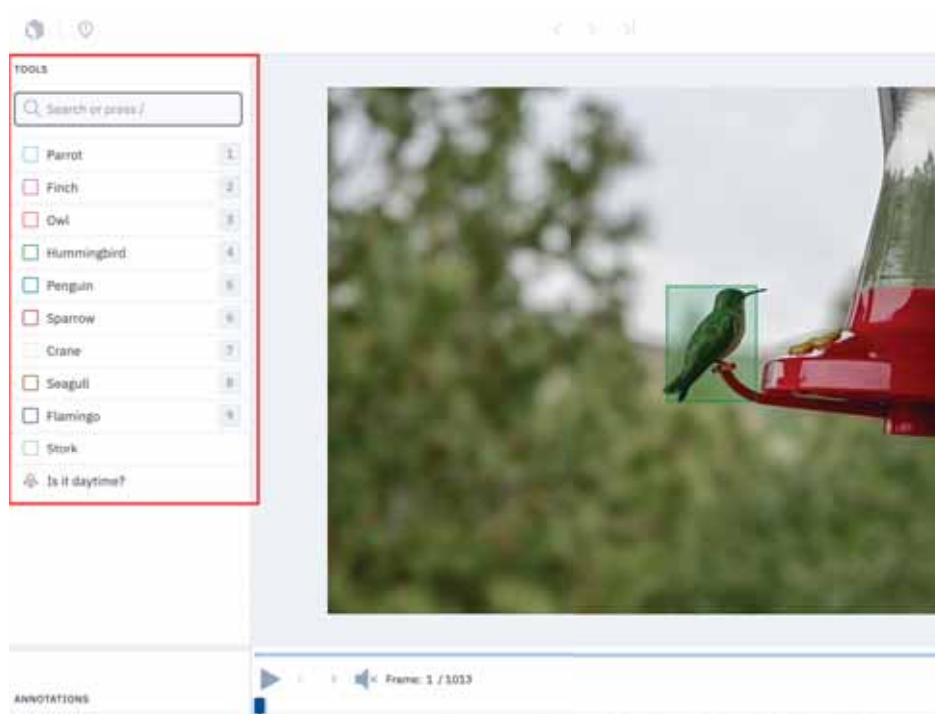 TOOLS
Search or press /
Parrot 1
Finch 2
Owl 3
Hummingbird 4
Penguin 5
Sparrow 6
Crane 7
Seagull 8
Flamingo 9
Stork
Is it daytime?
Frame: 1 / 1013
ANNOTATIONS